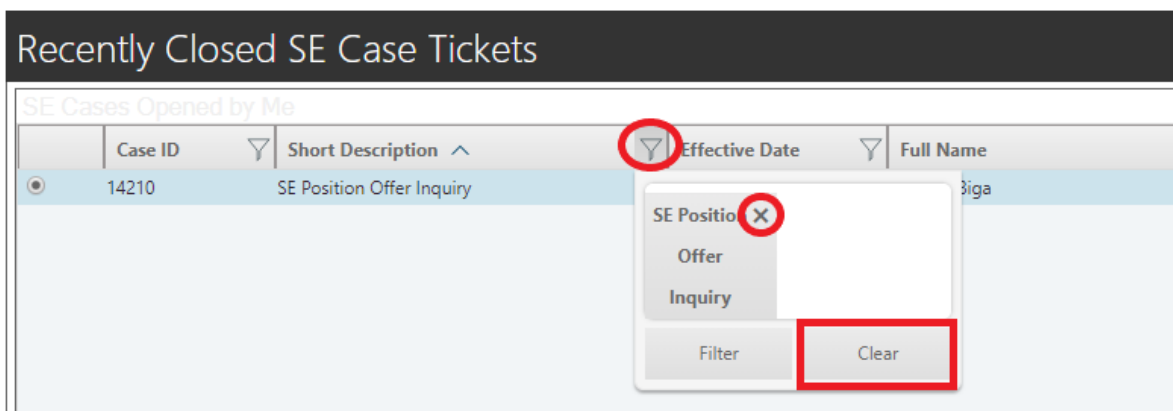 Recently Closed SE Case Tickets
SE Cases Opened by Me
Case ID Short Description Effective Date Full Name
14210 SE Position Offer Inquiry Biga
SE Positio
Offer
Inquiry
Filter Clear